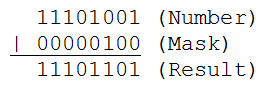 11101001 (Number)
| 00000100 (Mask)
11101101 (Result)